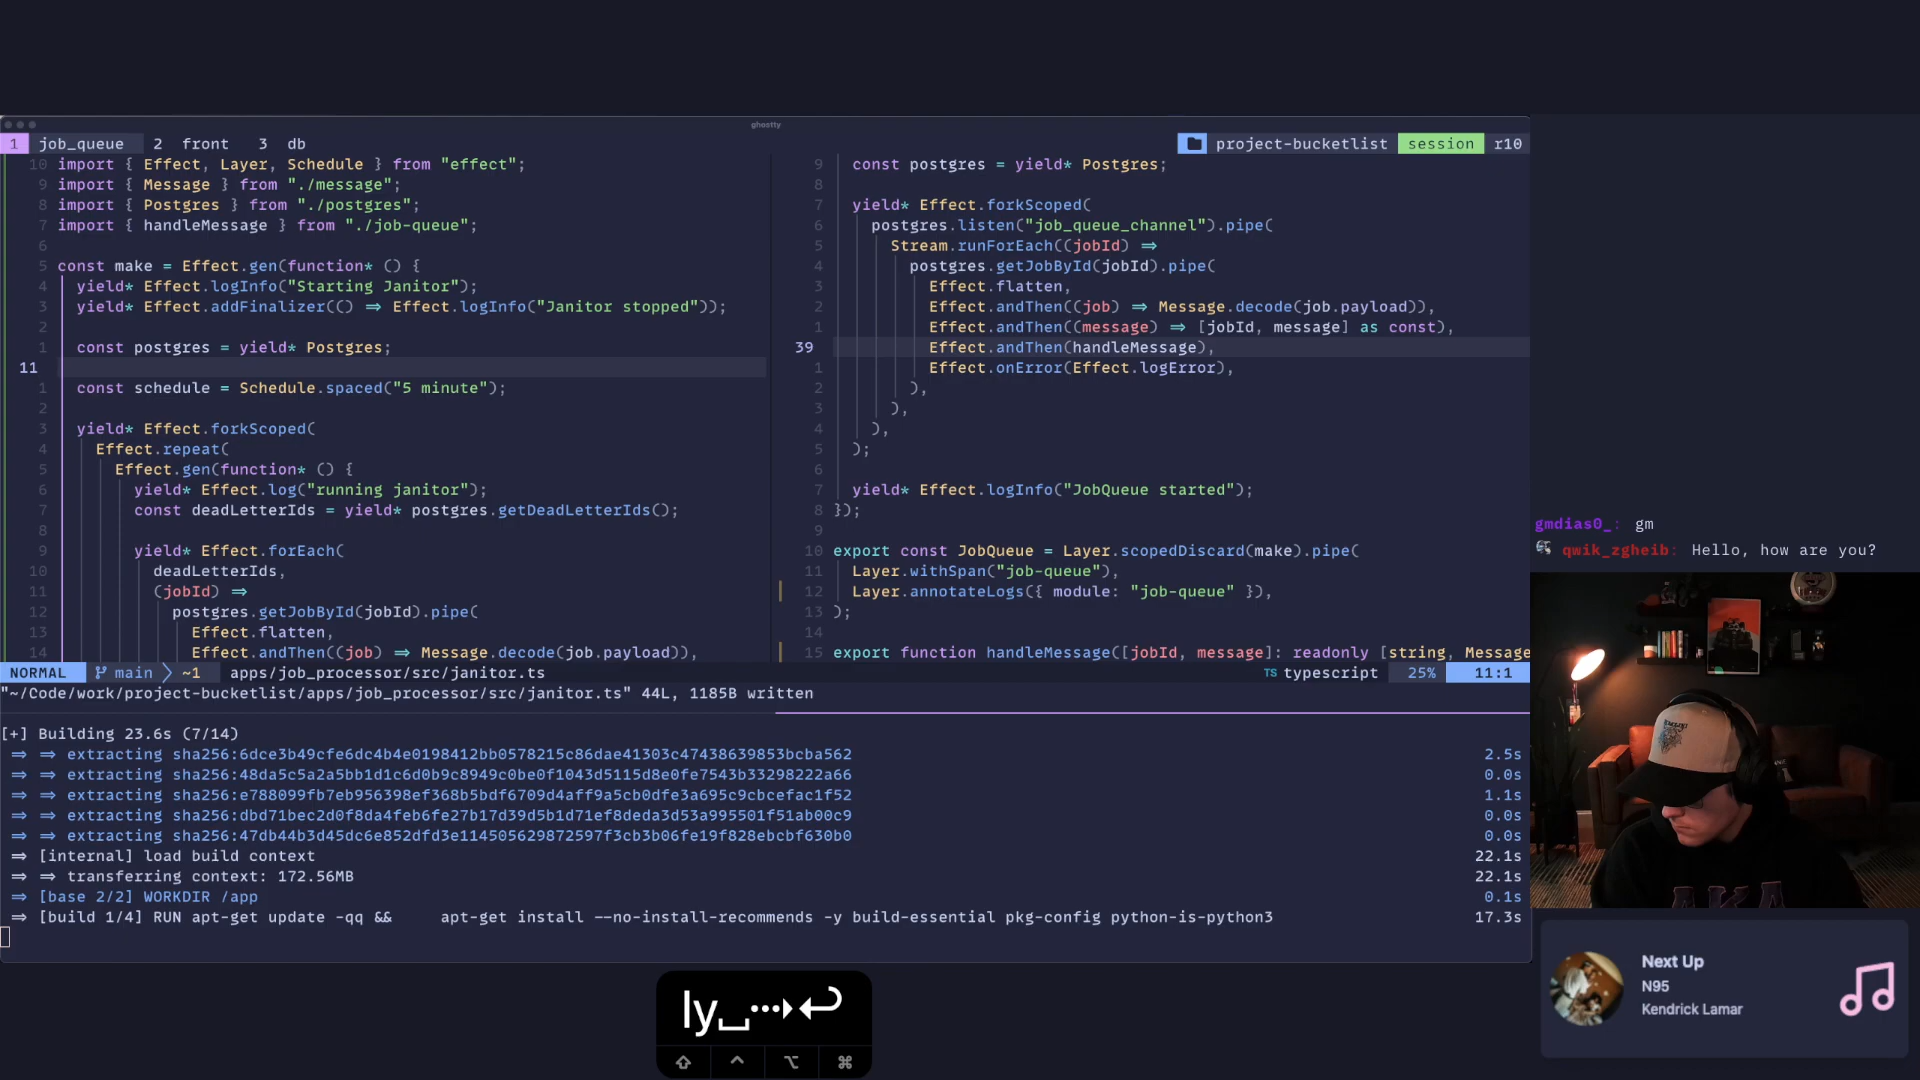 ghostty
1 job_queue 2 front 3 db
project-bucketlist session r10
10 import { Effect, Layer, Schedule } from "effect";
9 import { Message } from "./message";
8 import { Postgres } from "./postgres";
7 import { handleMessage } from "./job-queue";
6
5 const make = Effect.gen(function* () {
4 yield* Effect.logInfo("Starting Janitor");
3 yield* Effect.addFinalizer(() ⇒ Effect.logInfo("Janitor stopped"));
2
1 const postgres = yield* Postgres;
11
1 const schedule = Schedule.spaced("5 minute");
2
3 yield* Effect.forkScoped(
4 Effect.repeat(
5 Effect.gen(function* () {
6 yield* Effect.log("running janitor");
7 const deadLetterIds = yield* postgres.getDeadLetterIds();
8
9 yield* Effect.forEach(
10 deadLetterIds,
11 (jobId) ⇒
12 postgres.getJobById(jobId).pipe(
13 Effect.flatten,
14 Effect.andThen((job) ⇒ Message.decode(job.payload)),
9 const postgres = yield* Postgres;
8
7 yield* Effect.forkScoped(
6 postgres.listen("job_queue_channel").pipe(
5 Stream.runForEach((jobId) ⇒
4 postgres.getJobById(jobId).pipe(
3 Effect.flatten,
2 Effect.andThen((job) ⇒ Message.decode(job.payload)),
1 Effect.andThen((message) ⇒ [jobId, message] as const),
39 Effect.andThen(handleMessage),
1 Effect.onError(Effect.logError),
2 ),
3 ),
4 ),
5 );
6
7 yield* Effect.logInfo("JobQueue started");
8 });
9
10 export const JobQueue = Layer.scopedDiscard(make).pipe(
11 Layer.withSpan("job-queue"),
12 Layer.annotateLogs({ module: "job-queue" }),
13 );
14
15 export function handleMessage([jobId, message]: readonly [string, Message
NORMAL main ~1 apps/job_processor/src/janitor.ts TS typescript 25% 11:1
"~/Code/work/project-bucketlist/apps/job_processor/src/janitor.ts" 44L, 1185B written
[+] Building 23.6s (7/14)
⇒ ⇒ extracting sha256:6dce3b49cfe6dc4b4e0198412bb0578215c86dae41303c47438639853bcba562 2.5s
⇒ ⇒ extracting sha256:48da5c5a2a5bb1d1c6d0b9c8949c0be0f1043d5115d8e0fe7543b33298222a66 0.0s
⇒ ⇒ extracting sha256:e788099fb7eb956398ef368b5bdf6709d4aff9a5cb0dfe3a695c9cbcefac1f52 1.1s
⇒ ⇒ extracting sha256:dbd71bec2d0f8da4feb6fe27b17d39d5b1d71ef8deda3d53a995501f51ab00c9 0.0s
⇒ ⇒ extracting sha256:47db44b3d45dc6e852dfd3e114505629872597f3cb3b06fe19f828ebcbf630b0 0.0s
⇒ [internal] load build context 22.1s
⇒ ⇒ transferring context: 172.56MB 22.1s
⇒ [base 2/2] WORKDIR /app 0.1s
⇒ [build 1/4] RUN apt-get update -qq && apt-get install --no-install-recommends -y build-essential pkg-config python-is-python3 17.3s
gmdias0_: gm
qwik_zgheib: Hello, how are you?
AKA
ly
Next Up
N95
Kendrick Lamar